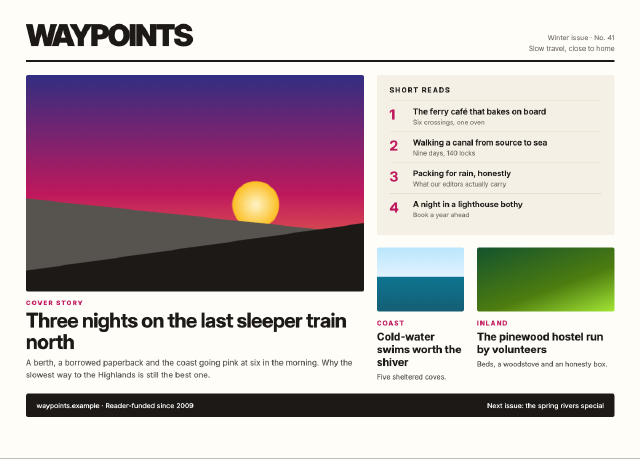 WAYPOINTS
Winter issue · No. 41
Slow travel, close to home
COVER STORY
Three nights on the last sleeper train
north
A berth, a borrowed paperback and the coast going pink at six in the morning. Why the
slowest way to the Highlands is still the best one.
SHORT READS
1 The ferry café that bakes on board
Six crossings, one oven
2 Walking a canal from source to sea
Nine days, 140 locks
3 Packing for rain, honestly
What our editors actually carry
4 A night in a lighthouse bothy
Book a year ahead
COAST
Cold-water
swims worth the
shiver
Five sheltered coves.
INLAND
The pinewood hostel run
by volunteers
Beds, a woodstove and an honesty box.
waypoints.example · Reader-funded since 2009
Next issue: the spring rivers special